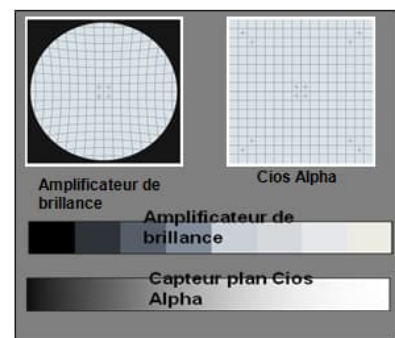 Amplificateur de
brillance
Cios Alpha
Amplificateur de
brillance
Capteur plan Cios
Alpha